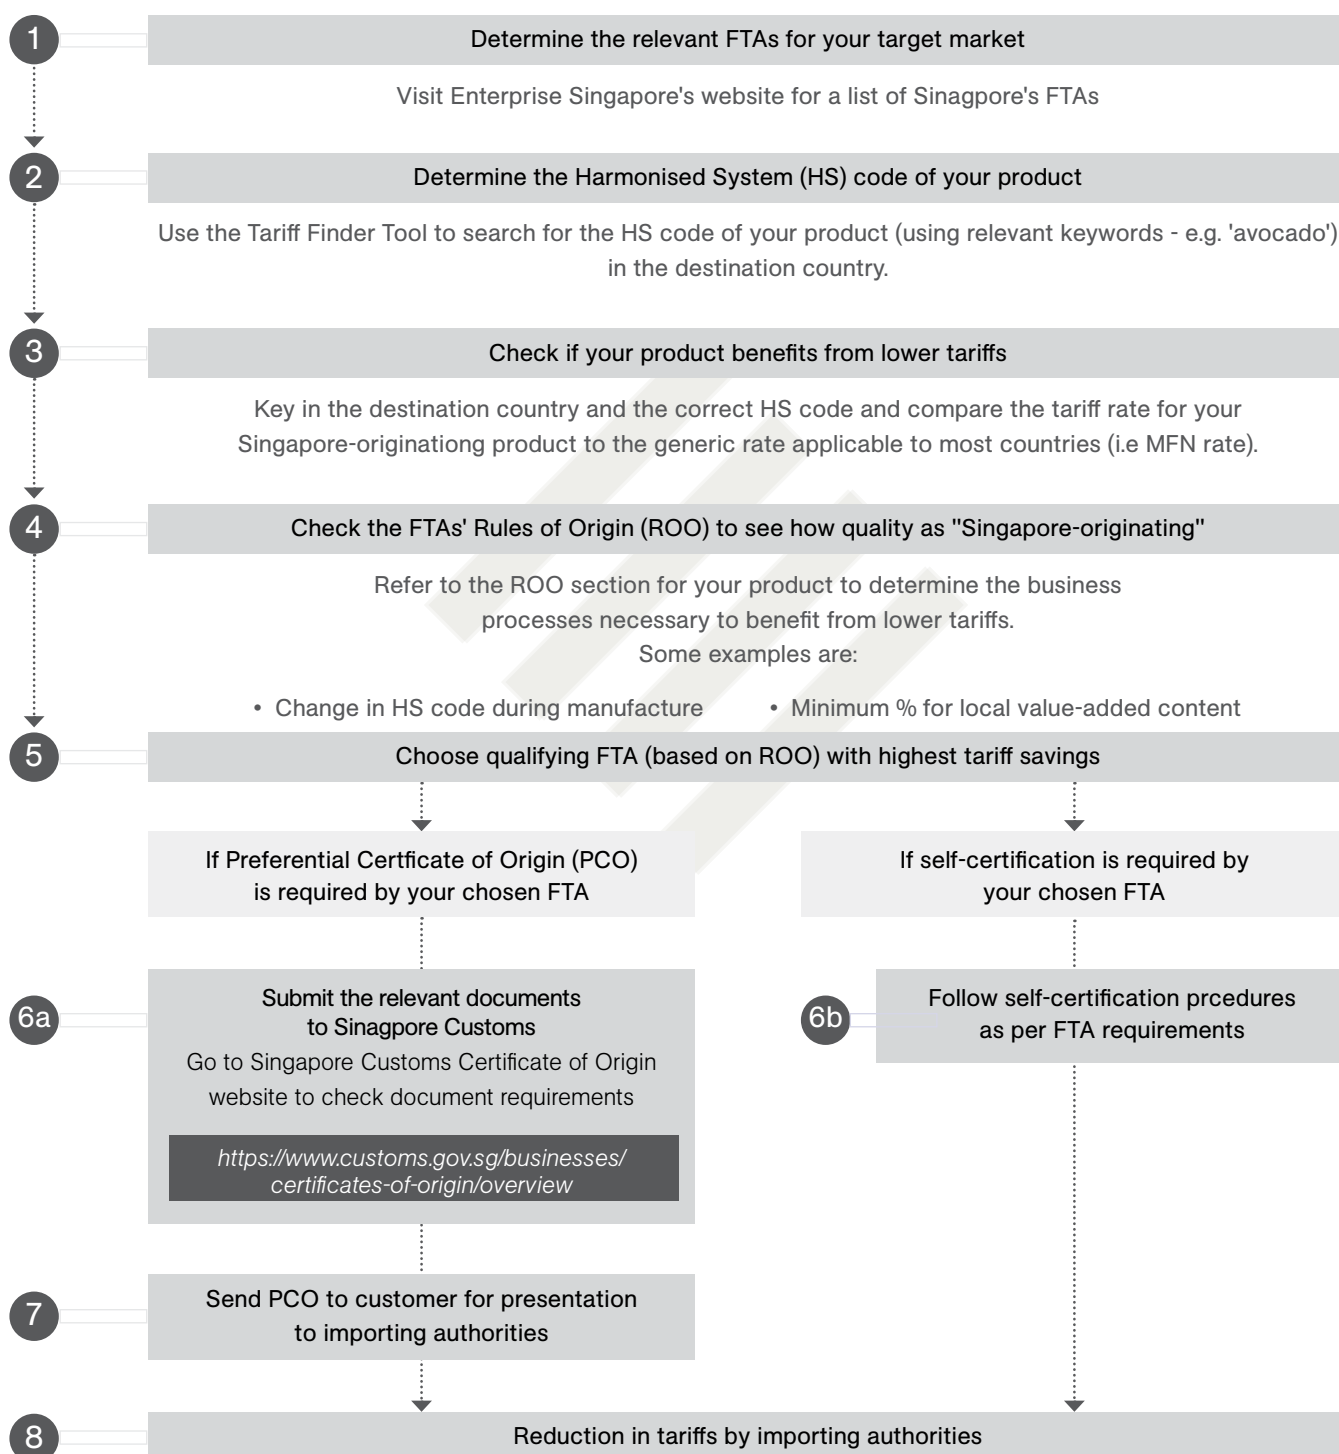 1
Determine the relevant FTAs for your target market
Visit Enterprise Singapore's website for a list of Sinagpore's FTAs
2
Determine the Harmonised System (HS) code of your product
Use the Tariff Finder Tool to search for the HS code of your product (using relevant keywords - e.g. 'avocado')
in the destination country.
3
Check if your product benefits from lower tariffs
Key in the destination country and the correct HS code and compare the tariff rate for your
Singapore-originationg product to the generic rate applicable to most countries (i.e MFN rate).
4
Check the FTAs' Rules of Origin (ROO) to see how quality as "Singapore-originating"
Refer to the ROO section for your product to determine the business
processes necessary to benefit from lower tariffs.
Some examples are:
• Change in HS code during manufacture • Minimum % for local value-added content
5
Choose qualifying FTA (based on ROO) with highest tariff savings
If Preferential Certficate of Origin (PCO)
is required by your chosen FTA
If self-certification is required by
your chosen FTA
6a
Submit the relevant documents
to Sinagpore Customs
Go to Singapore Customs Certificate of Origin
website to check document requirements
https://www.customs.gov.sg/businesses/
certificates-of-origin/overview
6b
Follow self-certification prcedures
as per FTA requirements
7
Send PCO to customer for presentation
to importing authorities
8
Reduction in tariffs by importing authorities